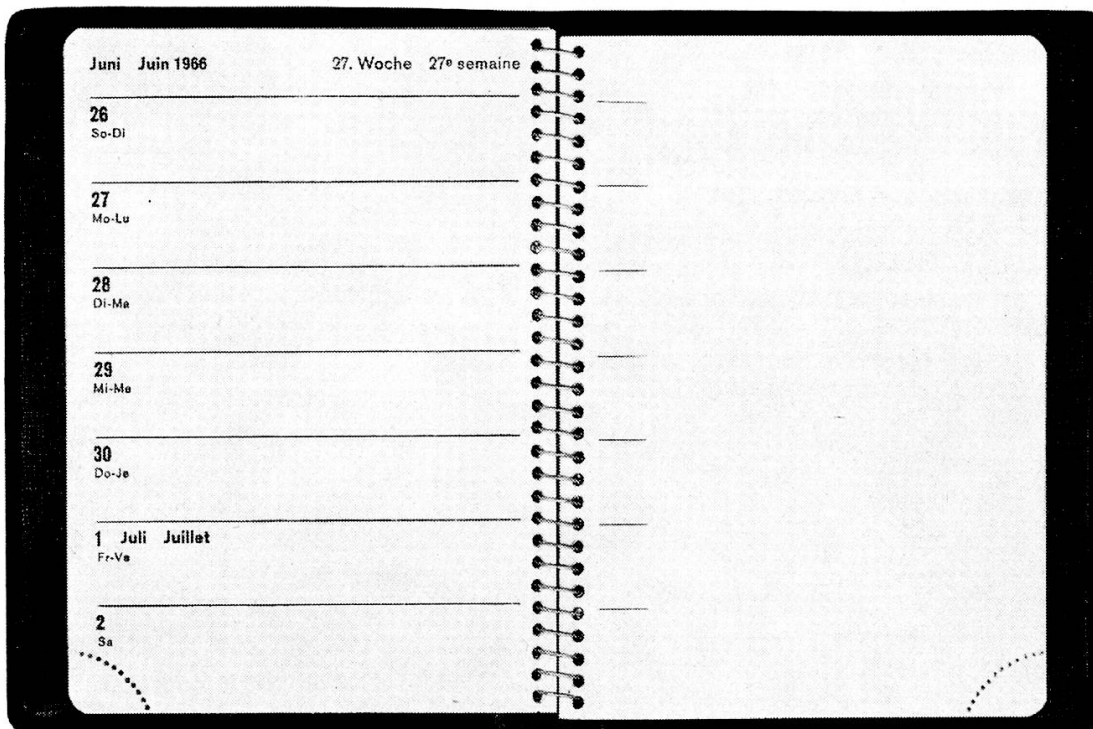 Juni Juin 1966 27. Woche 27e semaine
26
So-Di
27
Mo-Lu
28
Di-Ma
29
Mi-Me
30
Do-Je
1 Juli Juillet
Fr-Ve
2
Sa